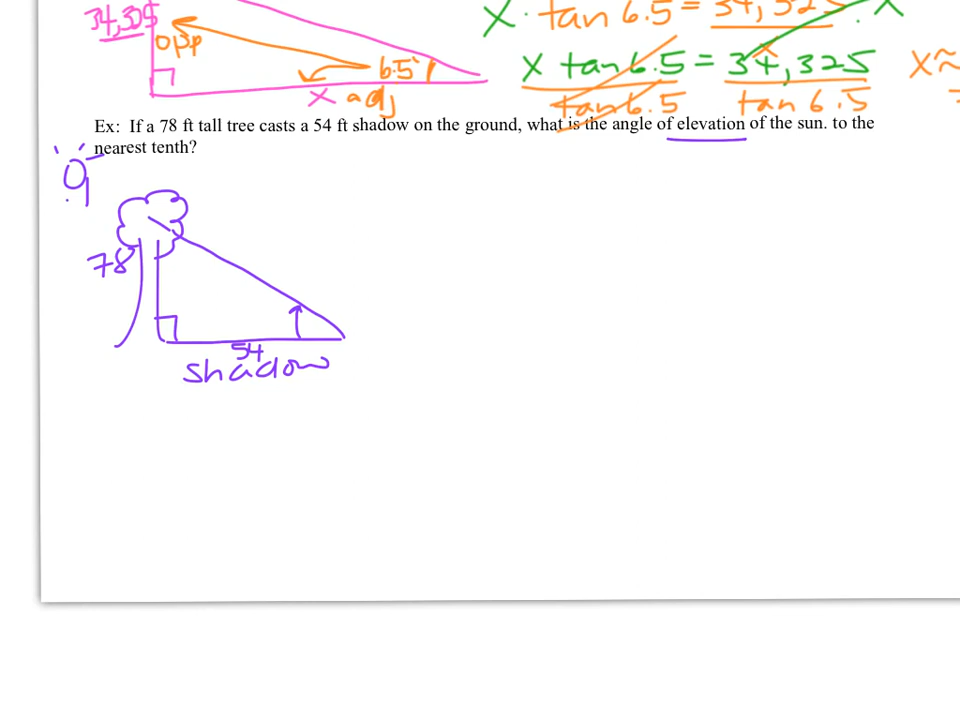 34,30
opp
6.5°
x adj
x · tan 6.5 = 34,325 · x
x tan 6.5 = 34,325 x≈
tan 6.5 tan 6.5
Ex: If a 78 ft tall tree casts a 54 ft shadow on the ground, what is the angle of elevation of the sun. to the
nearest tenth?
78
54
shadow